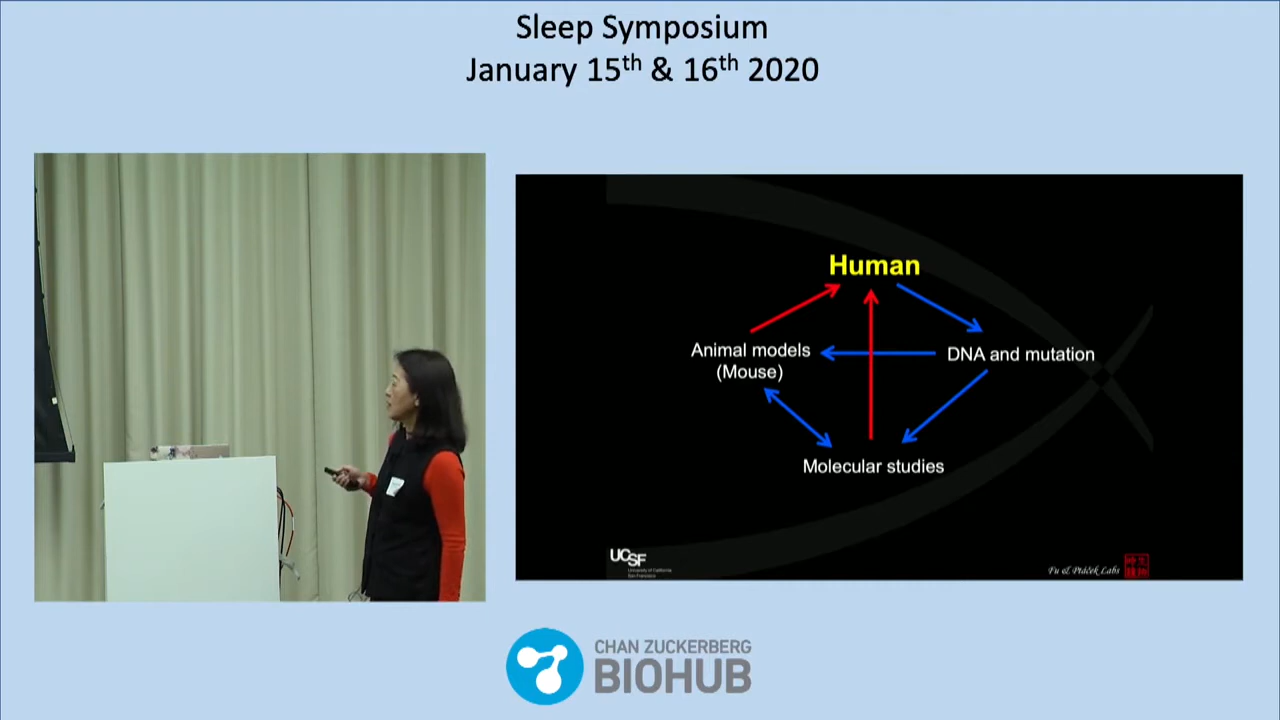 Sleep Symposium
January 15th & 16th 2020
Human
Animal models
(Mouse)
DNA and mutation
Molecular studies
UCSF
University of California
San Francisco
Fu & Ptáček Labs
CHAN ZUCKERBERG
BIOHUB